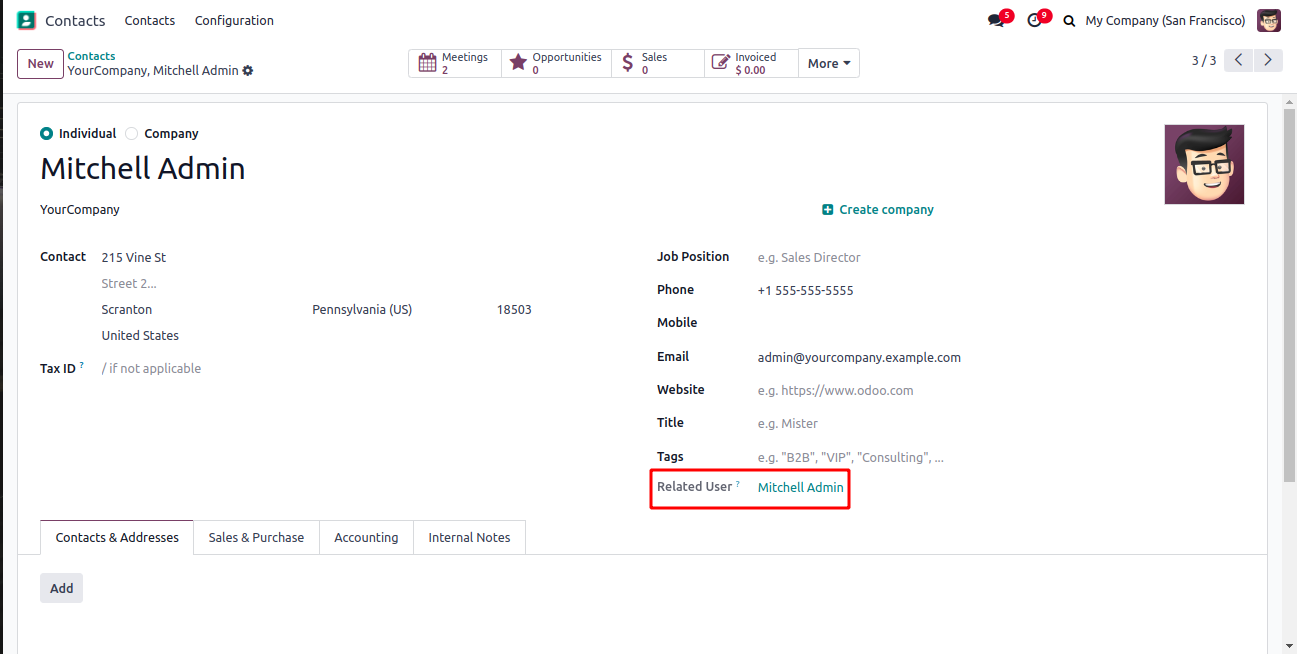 Contacts Contacts Configuration 5 9 My Company (San Francisco)
New Contacts
YourCompany, Mitchell Admin
Meetings
2
Opportunities
0
Sales
0
Invoiced
$ 0.00
More
3 / 3
Individual Company
Mitchell Admin
YourCompany
Create company
Contact 215 Vine St
Street 2...
Scranton Pennsylvania (US) 18503
United States
Tax ID ? / if not applicable
Job Position e.g. Sales Director
Phone +1 555-555-5555
Mobile
Email admin@yourcompany.example.com
Website e.g. https://www.odoo.com
Title e.g. Mister
Tags e.g. "B2B", "VIP", "Consulting", ...
Related User ? Mitchell Admin
Contacts & Addresses Sales & Purchase Accounting Internal Notes
Add